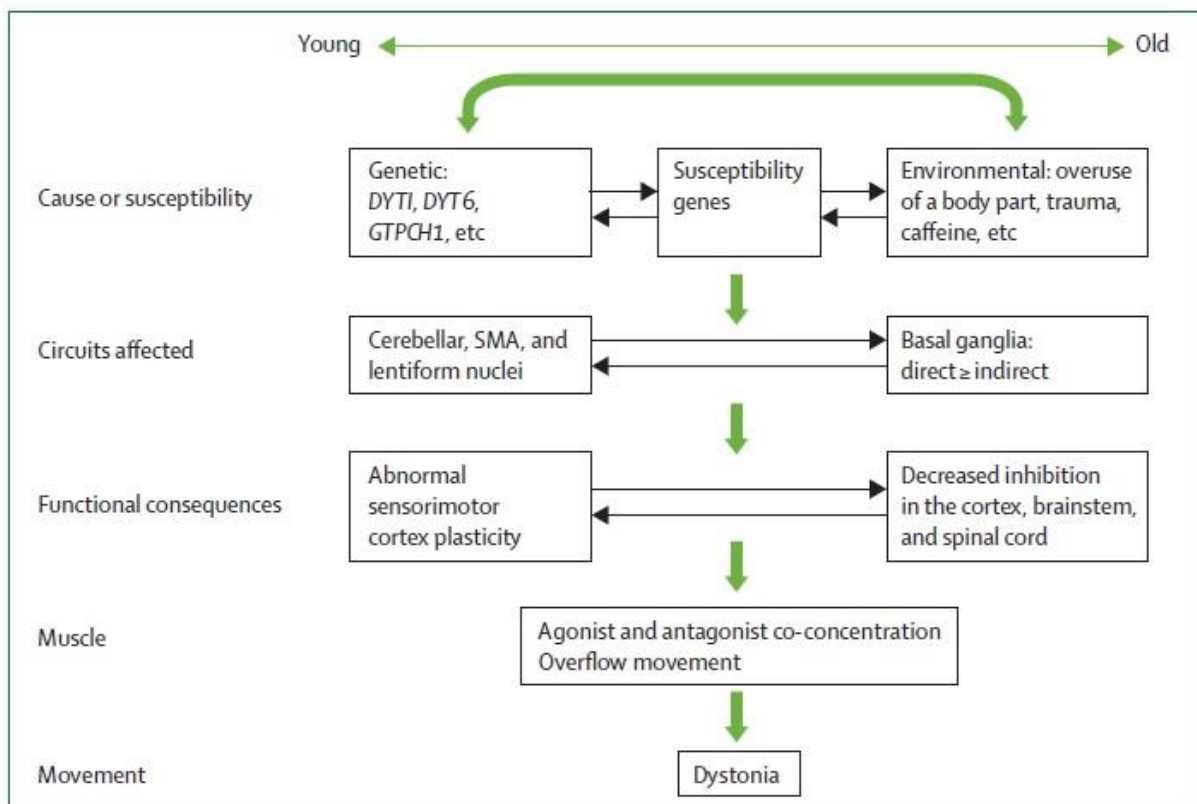 Young
Old
Cause or susceptibility
Genetic:
DYTI, DYT6,
GTPCH1, etc
Susceptibility
genes
Environmental: overuse
of a body part, trauma,
caffeine, etc
Circuits affected
Cerebellar, SMA, and
lentiform nuclei
Basal ganglia:
direct ≥ indirect
Functional consequences
Abnormal
sensorimotor
cortex plasticity
Decreased inhibition
in the cortex, brainstem,
and spinal cord
Muscle
Agonist and antagonist co-concentration
Overflow movement
Movement
Dystonia